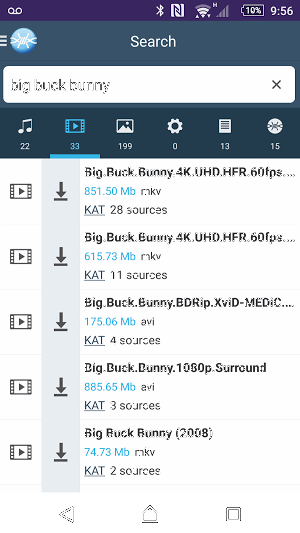 10% 9:56
Search
big buck bunny
22 33 199 0 13 15
Big.Buck.Bunny.4K.UHD.HFR.60fps....
851.50 Mb mkv
KAT 28 sources
Big.Buck.Bunny.4K.UHD.HFR.60fps....
615.73 Mb mkv
KAT 11 sources
Big.Buck.Bunny.BDRip.XviD-MEDiC...
175.06 Mb avi
KAT 4 sources
Big.Buck.Bunny.1080p.Surround
885.65 Mb avi
KAT 3 sources
Big Buck Bunny (2008)
74.73 Mb mkv
KAT 2 sources